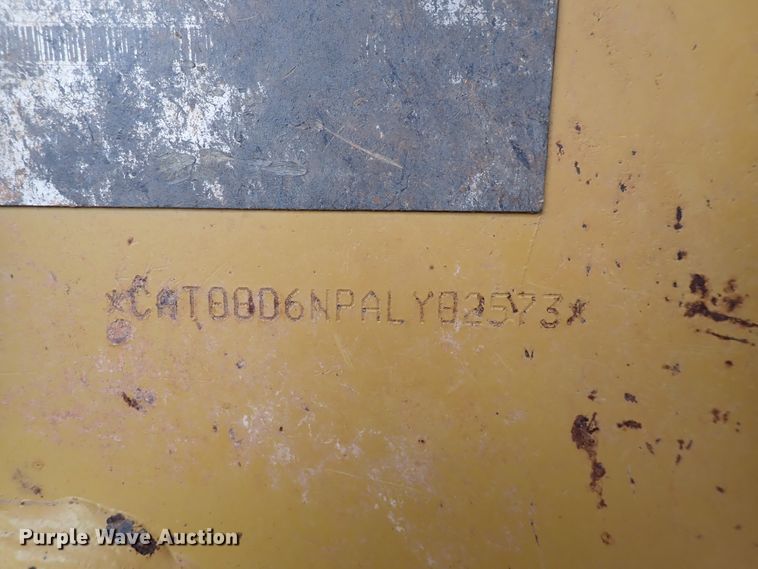 *CAT00D6NPALY02573*
Purple Wave Auction